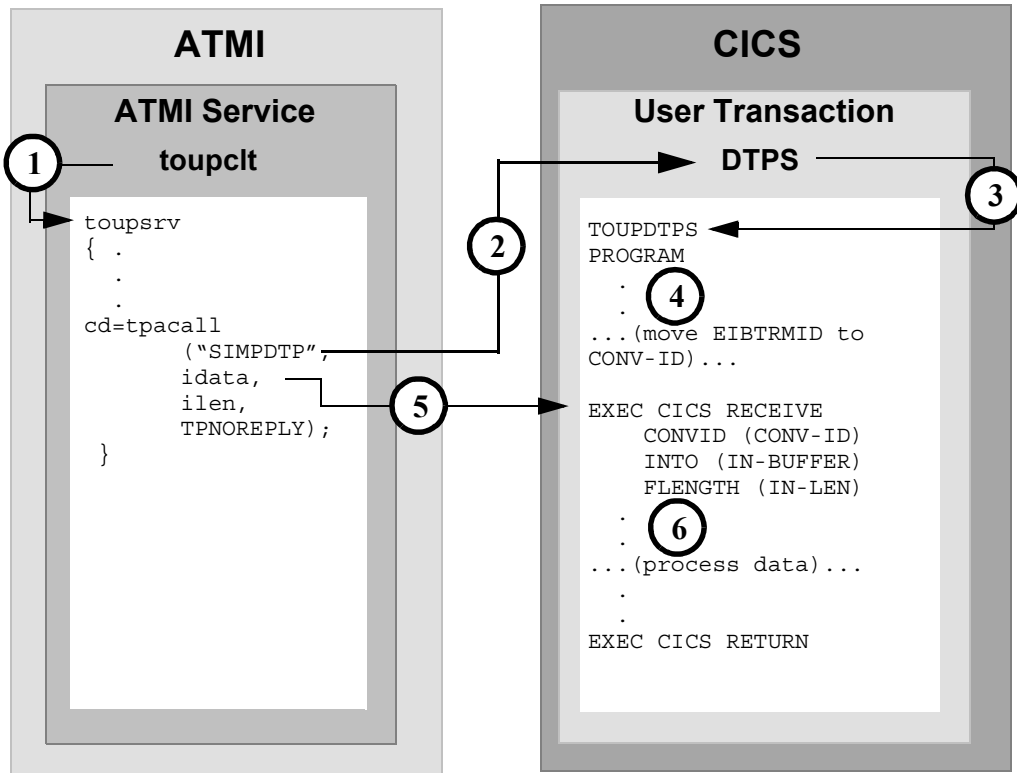 ATMI
ATMI Service
toupclt
1
toupsrv
{ .
.
.
cd=tpacall
(“SIMPDTP”,
idata,
ilen,
TPNOREPLY);
}
2
5
CICS
User Transaction
DTPS
3
TOUPDTPS
PROGRAM
.
4
.
...(move EIBTRMID to
CONV-ID)...
EXEC CICS RECEIVE
CONVID (CONV-ID)
INTO (IN-BUFFER)
FLENGTH (IN-LEN)
.
6
.
...(process data)...
.
.
EXEC CICS RETURN